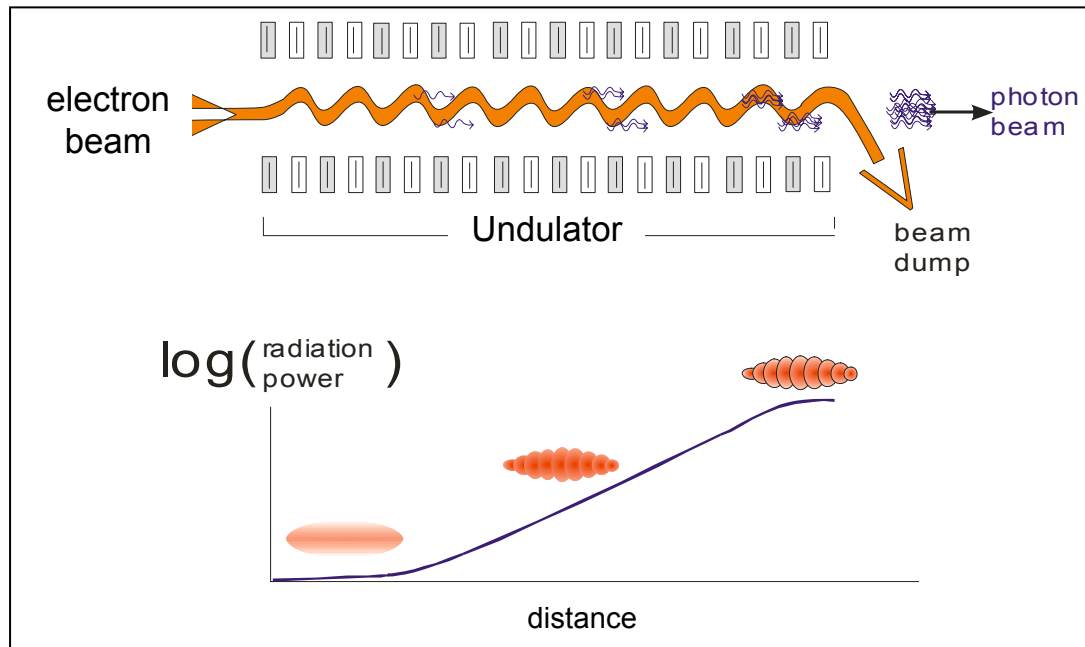 electron
beam
photon
beam
Undulator
beam
dump
log(radiation
power)
distance